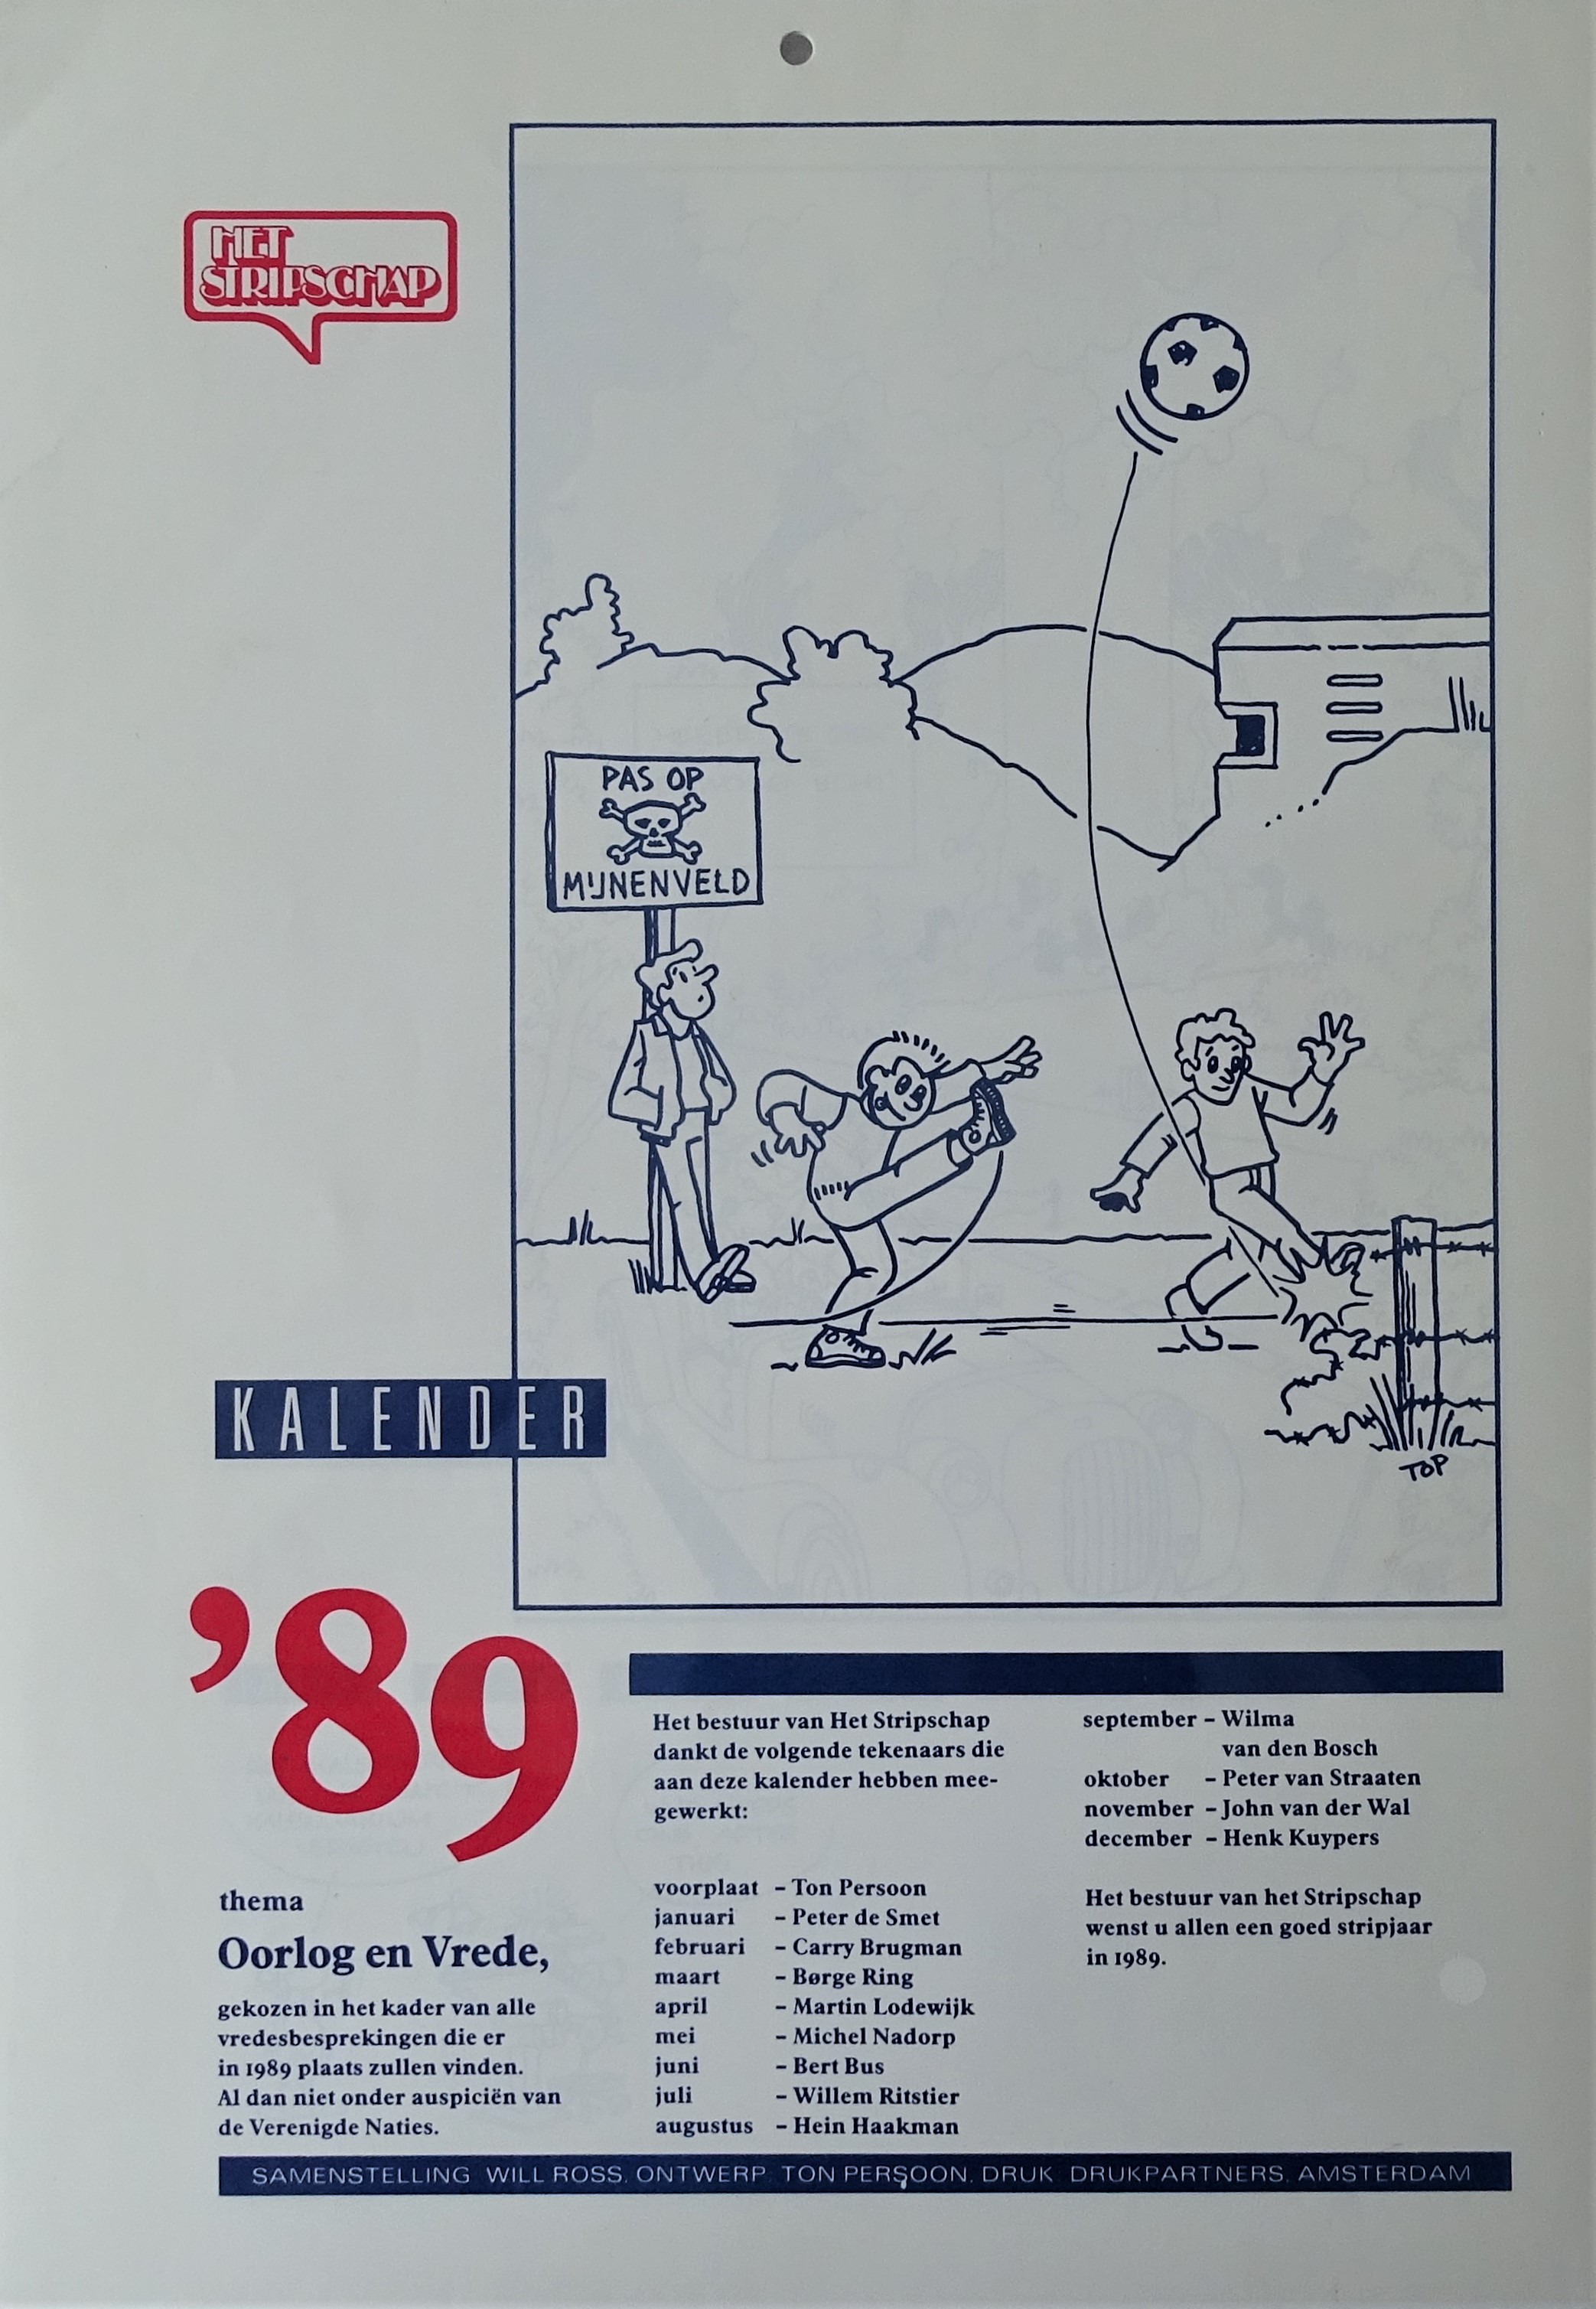 HET
STRIPSCHAP
PAS OP
MIJNENVELD
TOP
KALENDER
’89
thema
Oorlog en Vrede,
gekozen in het kader van alle
vredesbesprekingen die er
in 1989 plaats zullen vinden.
Al dan niet onder auspiciën van
de Verenigde Naties.
Het bestuur van Het Stripschap
dankt de volgende tekenaars die
aan deze kalender hebben mee-
gewerkt:
voorplaat – Ton Persoon
januari – Peter de Smet
februari – Carry Brugman
maart – Børge Ring
april – Martin Lodewijk
mei – Michel Nadorp
juni – Bert Bus
juli – Willem Ritstier
augustus – Hein Haakman
september – Wilma
van den Bosch
oktober – Peter van Straaten
november – John van der Wal
december – Henk Kuypers
Het bestuur van het Stripschap
wenst u allen een goed stripjaar
in 1989.
SAMENSTELLING WILL ROSS. ONTWERP TON PERSOON. DRUK DRUKPARTNERS. AMSTERDAM